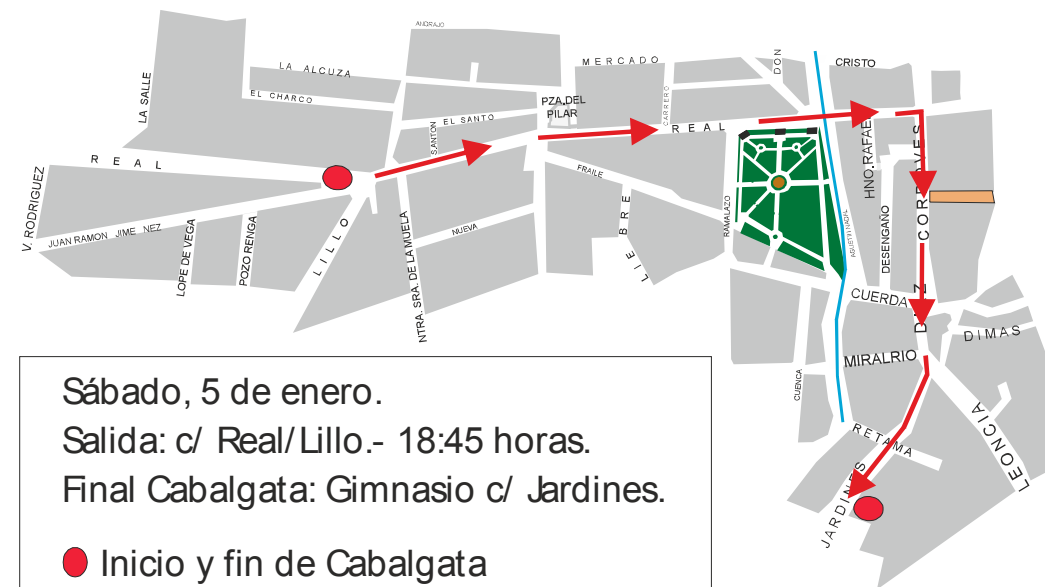 ANDRAJO
LA ALCUZA
MERCADO
DON
CRISTO
LA SALLE
EL CHARCO
CARRERO
PZA.DEL
PILAR
EL SANTO
SANTON
REAL
REAL
HNO.RAFAEL
V. RODRIGUEZ
FRAILE
LIEBRE
RAMALAZO
DESENGAÑO
JUAN RAMON JIMENEZ
LOPE DE VEGA
POZO RENGA
LILLO
NUEVA
NTRA. SRA. DE LA MUELA
CUERDA
DIMAS
MIRALRIO
CUENCA
LEONCIA
RETAMA
JARDINES
Sábado, 5 de enero.
Salida: c/ Real/Lillo.- 18:45 horas.
Final Cabalgata: Gimnasio c/ Jardines.
Inicio y fin de Cabalgata